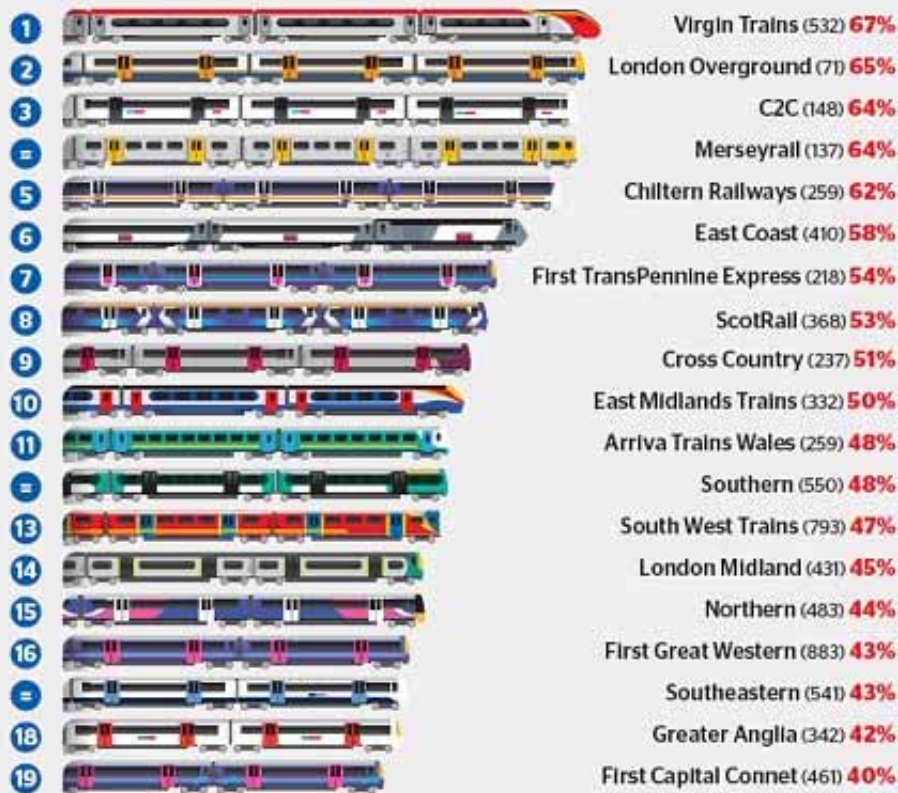 1 Virgin Trains (532) 67%
2 London Overground (71) 65%
3 C2C (148) 64%
= Merseyrail (137) 64%
5 Chiltern Railways (259) 62%
6 East Coast (410) 58%
7 First TransPennine Express (218) 54%
8 ScotRail (368) 53%
9 Cross Country (237) 51%
10 East Midlands Trains (332) 50%
11 Arriva Trains Wales (259) 48%
= Southern (550) 48%
13 South West Trains (793) 47%
14 London Midland (431) 45%
15 Northern (483) 44%
16 First Great Western (883) 43%
= Southeastern (541) 43%
18 Greater Anglia (342) 42%
19 First Capital Connet (461) 40%